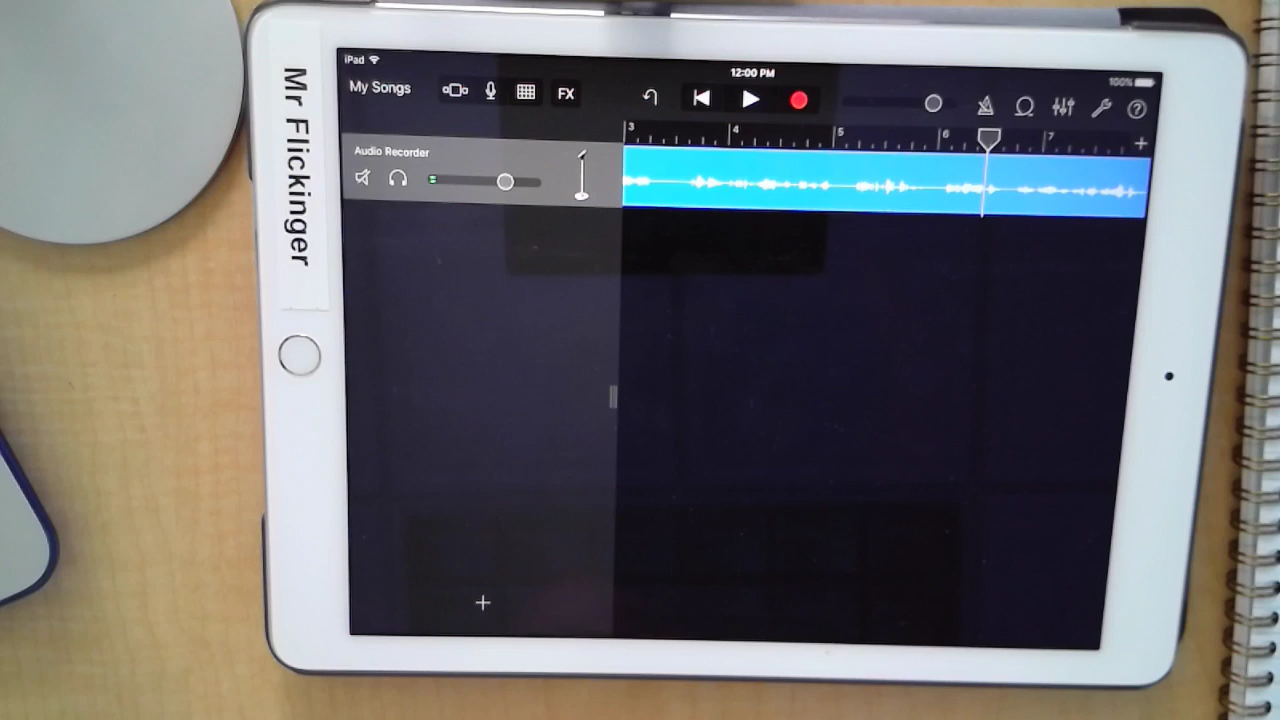 Mr Flickinger
iPad
12:00 PM
100%
My Songs
FX
3 4 5 6 7
Audio Recorder